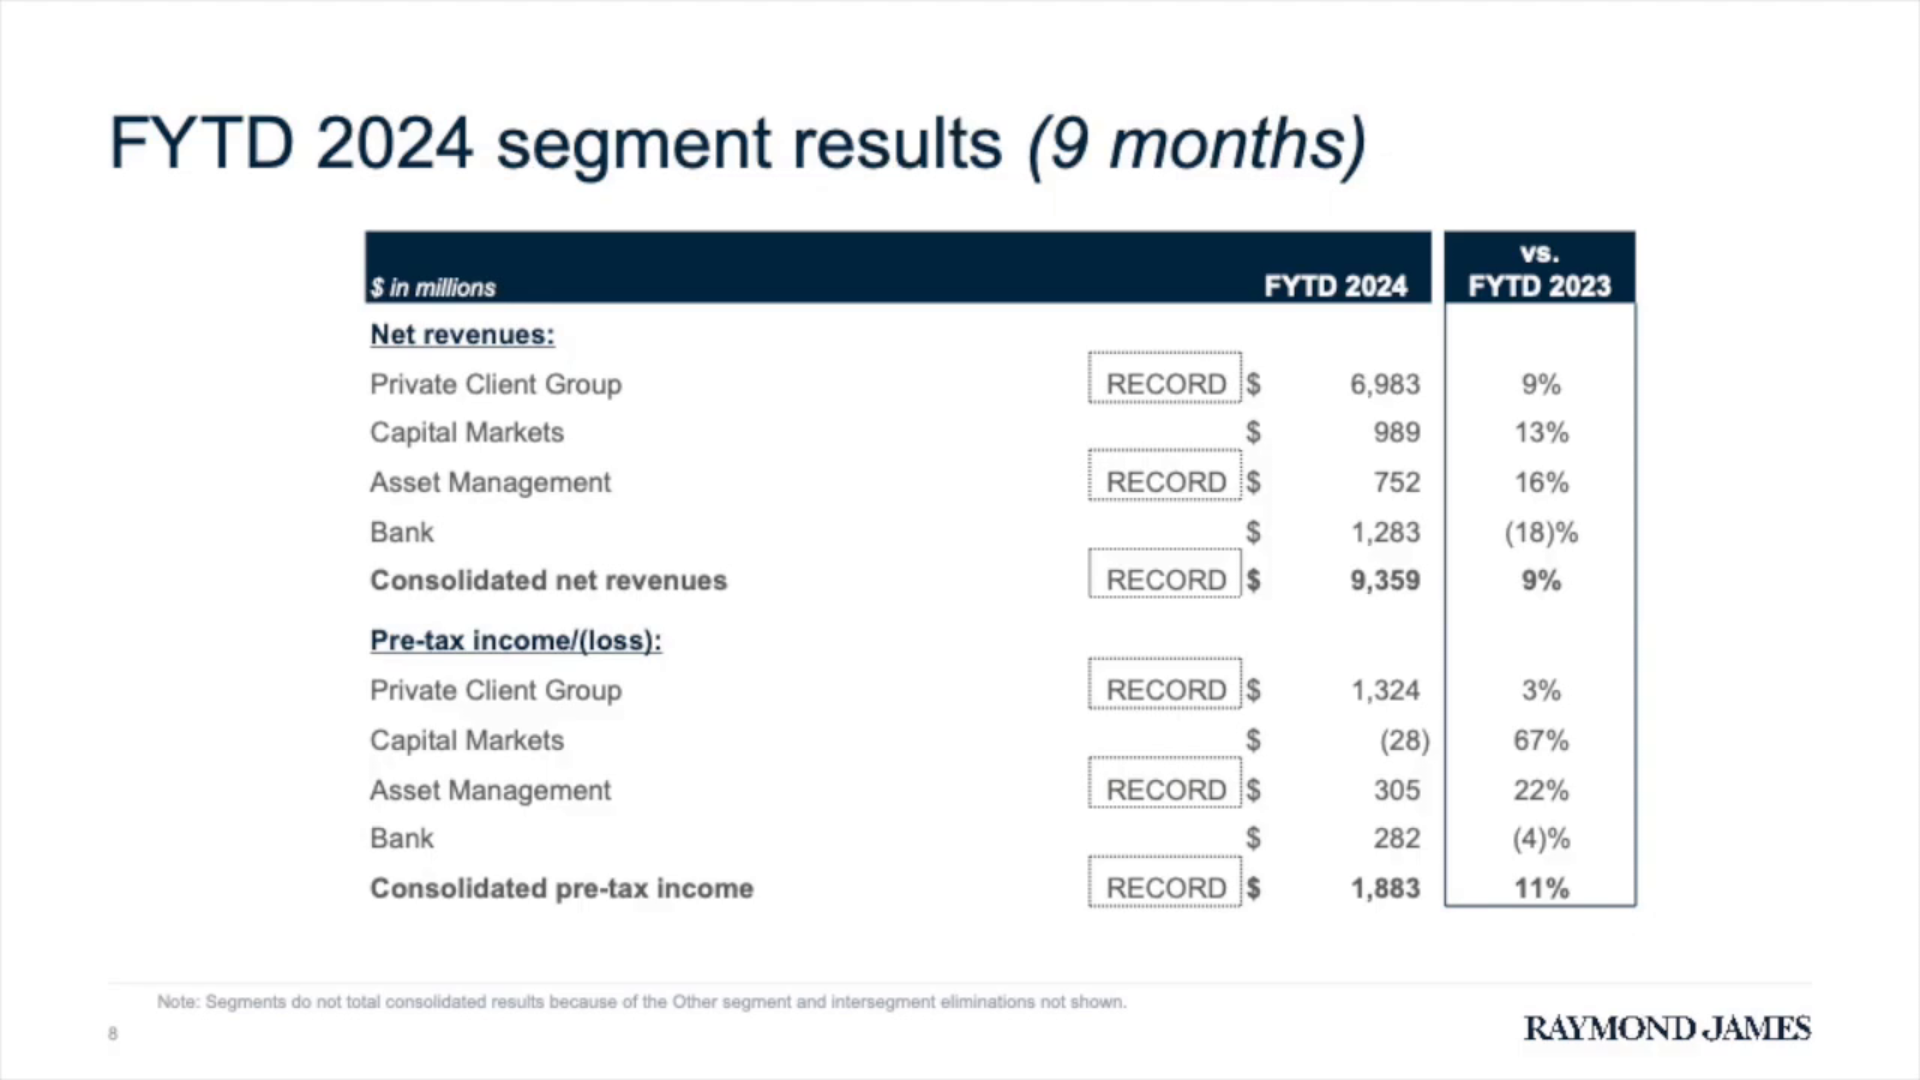 FYTD 2024 segment results (9 months)
$ in millions FYTD 2024 vs. FYTD 2023
Net revenues:
Private Client Group RECORD $ 6,983 9%
Capital Markets $ 989 13%
Asset Management RECORD $ 752 16%
Bank $ 1,283 (18)%
Consolidated net revenues RECORD $ 9,359 9%
Pre-tax income/(loss):
Private Client Group RECORD $ 1,324 3%
Capital Markets $ (28) 67%
Asset Management RECORD $ 305 22%
Bank $ 282 (4)%
Consolidated pre-tax income RECORD $ 1,883 11%
Note: Segments do not total consolidated results because of the Other segment and intersegment eliminations not shown.
8
RAYMOND JAMES